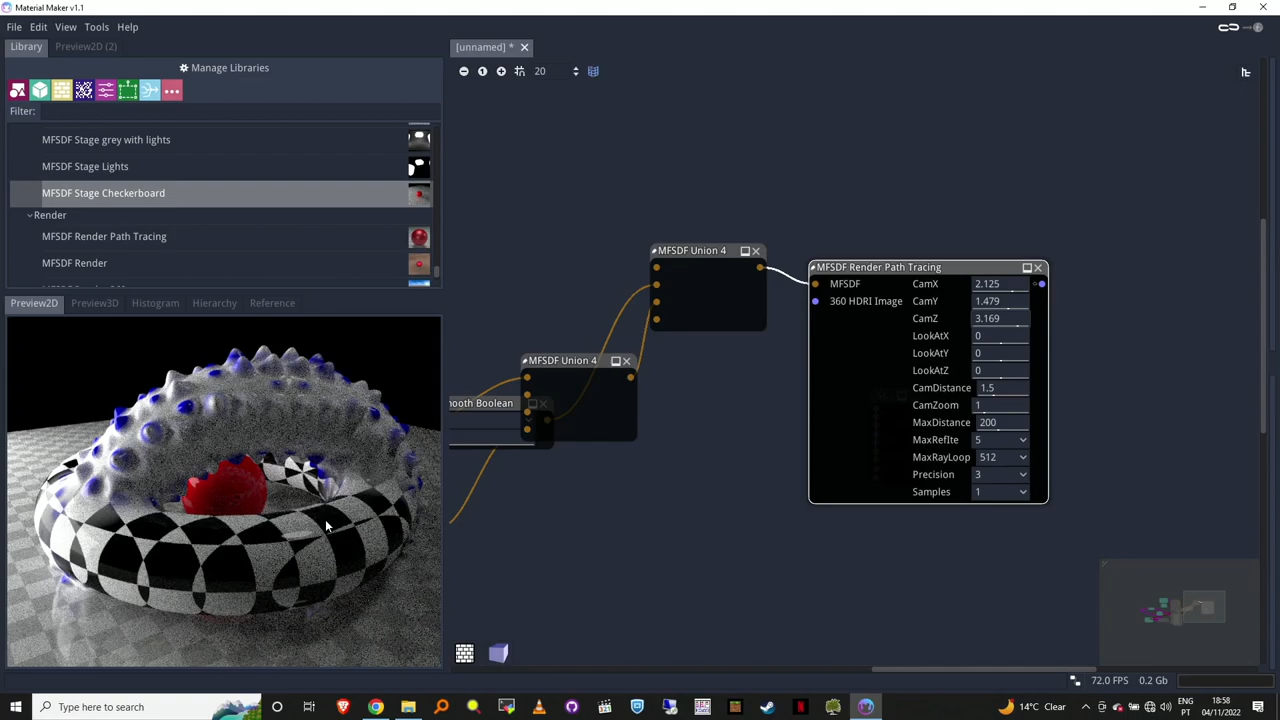 Material Maker v1.1
File Edit View Tools Help
Library Preview2D (2)
[unnamed] *
Manage Libraries
20
Filter:
MFSDF Stage grey with lights
MFSDF Stage Lights
MFSDF Stage Checkerboard
Render
MFSDF Render Path Tracing
MFSDF Render
Preview2D Preview3D Histogram Hierarchy Reference
MFSDF Union 4
MFSDF Render Path Tracing
MFSDF CamX 2.125
360 HDRI Image CamY 1.479
CamZ 3.169
LookAtX 0
LookAtY 0
LookAtZ 0
CamDistance 1.5
CamZoom 1
MaxDistance 200
MaxRefIte 5
MaxRayLoop 512
Precision 3
Samples 1
MFSDF Union 4
mooth Boolean
72.0 FPS 0.2 Gb
Type here to search
14°C Clear
ENG
PT
18:58
04/11/2022